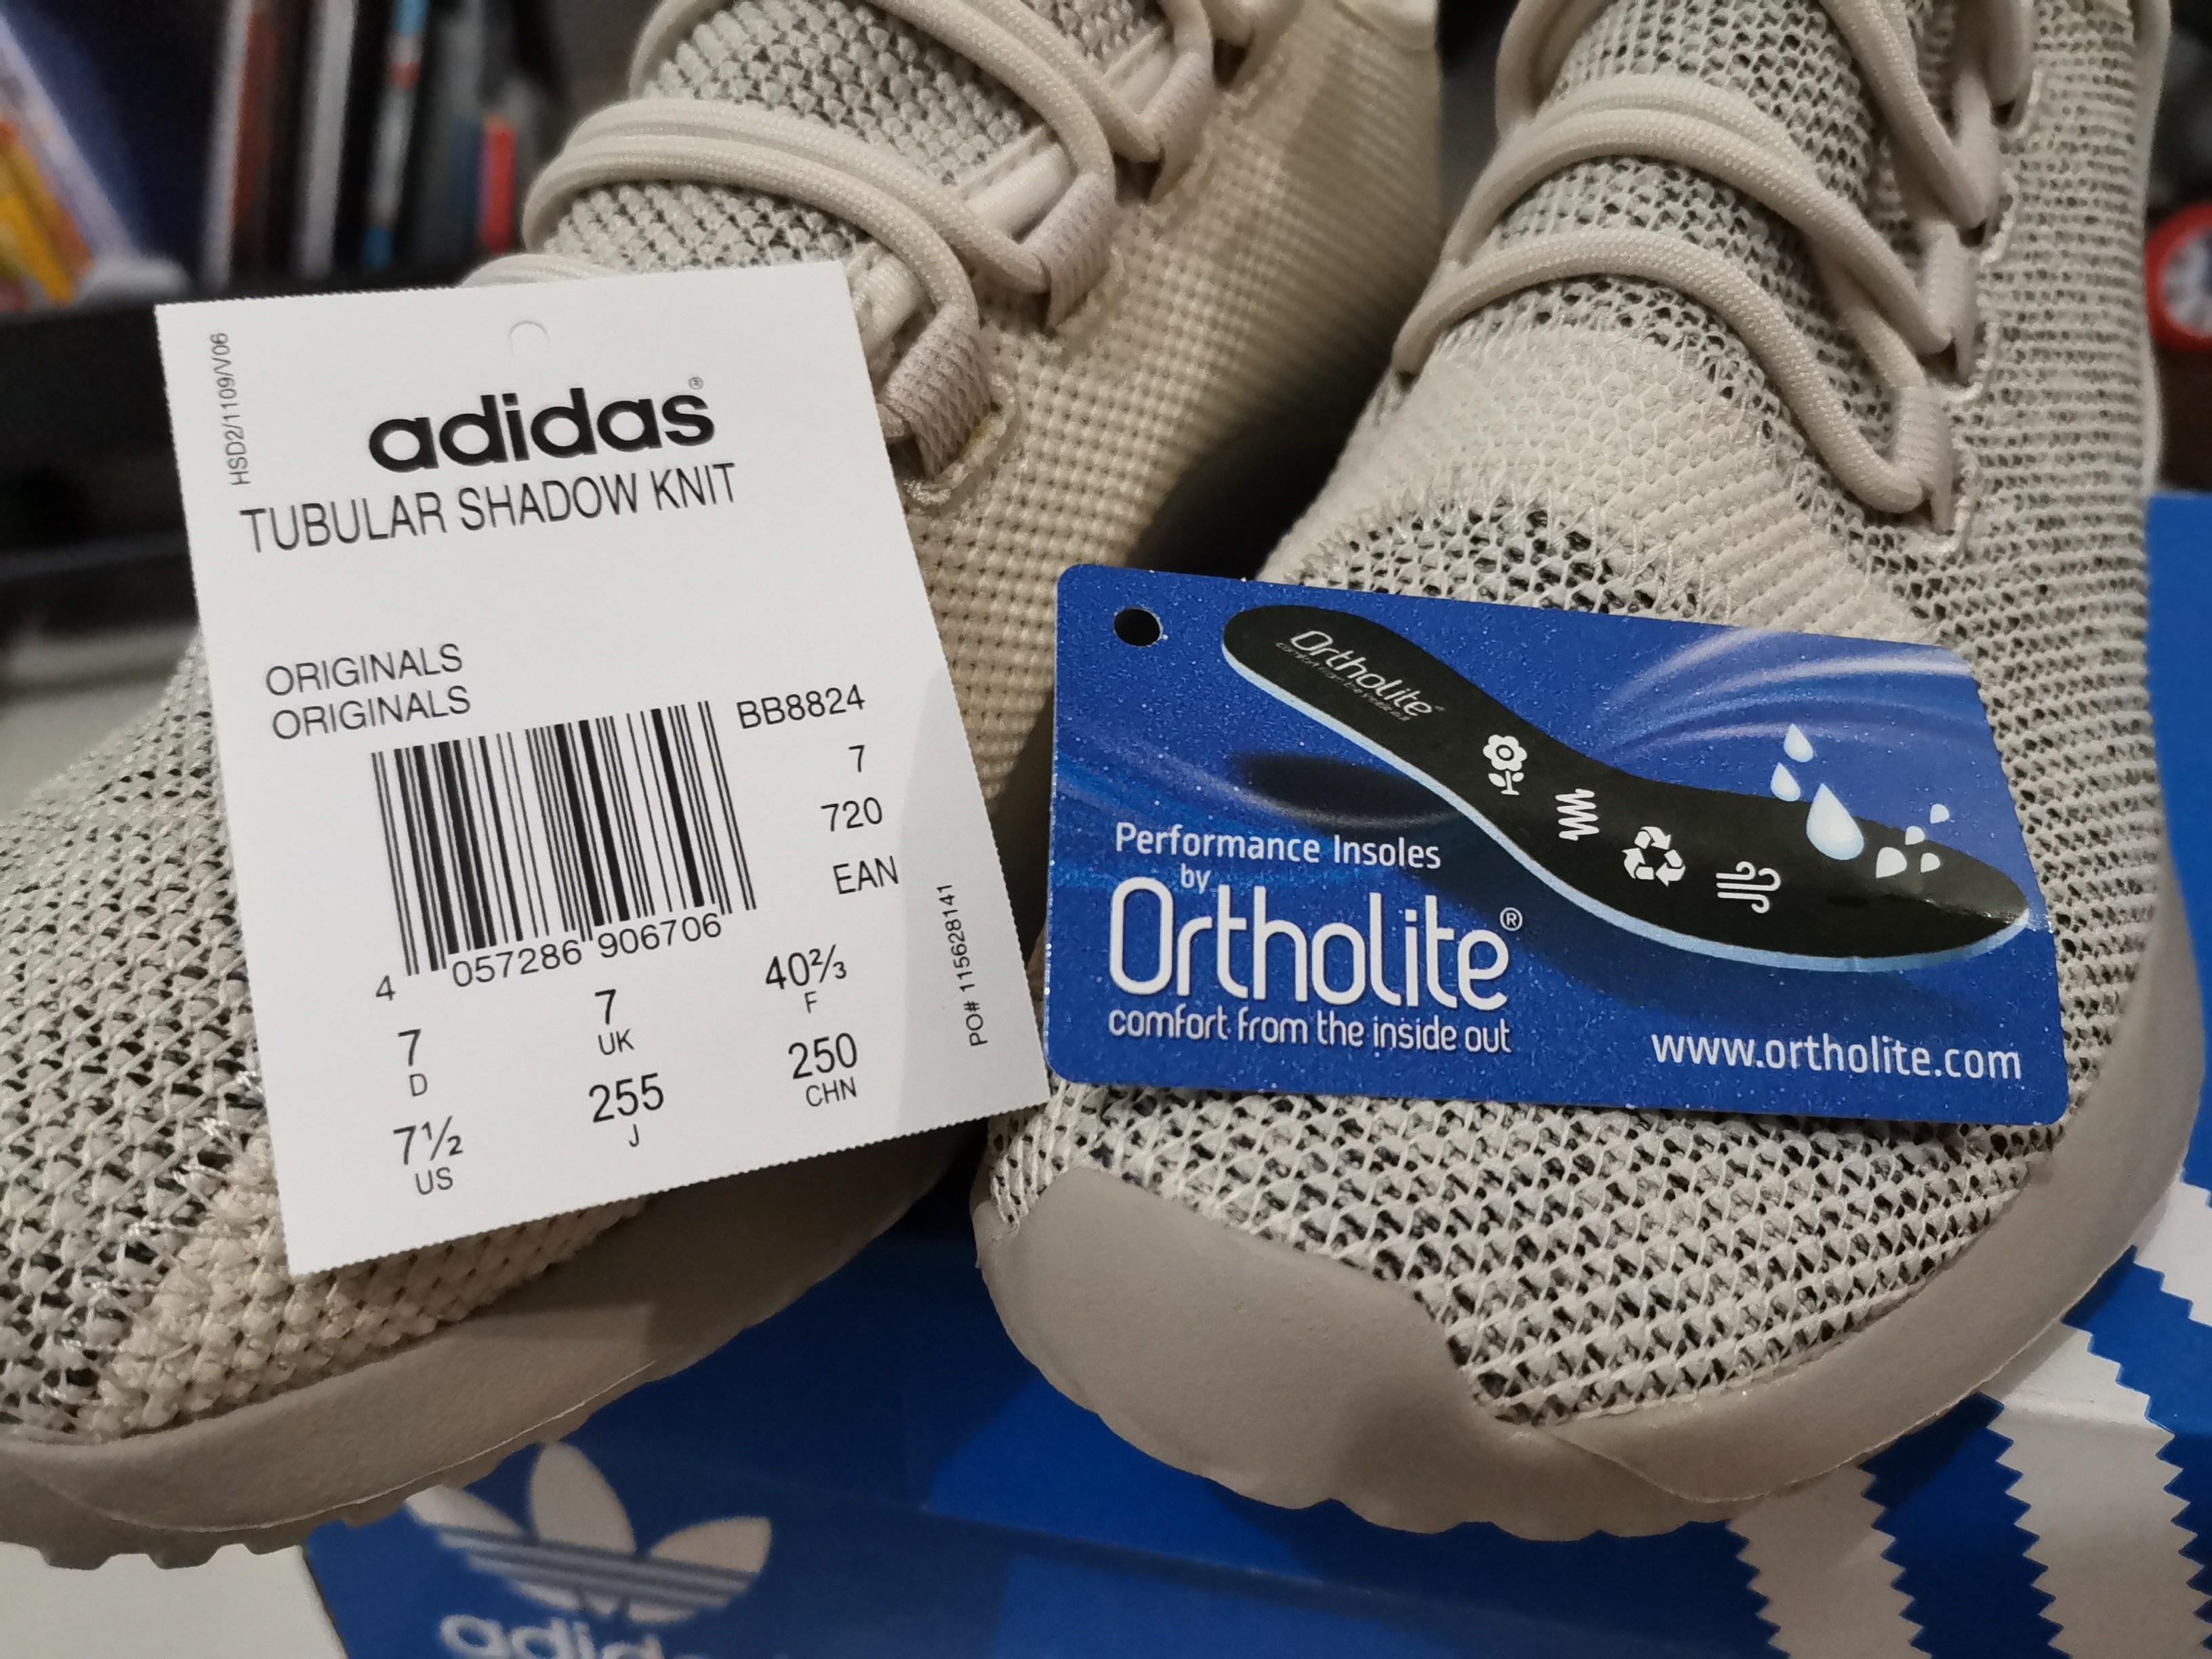 HSD2/1109/V06
adidas®
TUBULAR SHADOW KNIT
ORIGINALS
ORIGINALS
BB8824
7
720
EAN
4 057286 906706
7 7 40⅔
D UK F
7½ 255 250
US J CHN
PO# 115628141
Ortholite
Performance Insoles
by
Ortholite®
comfort from the inside out
www.ortholite.com